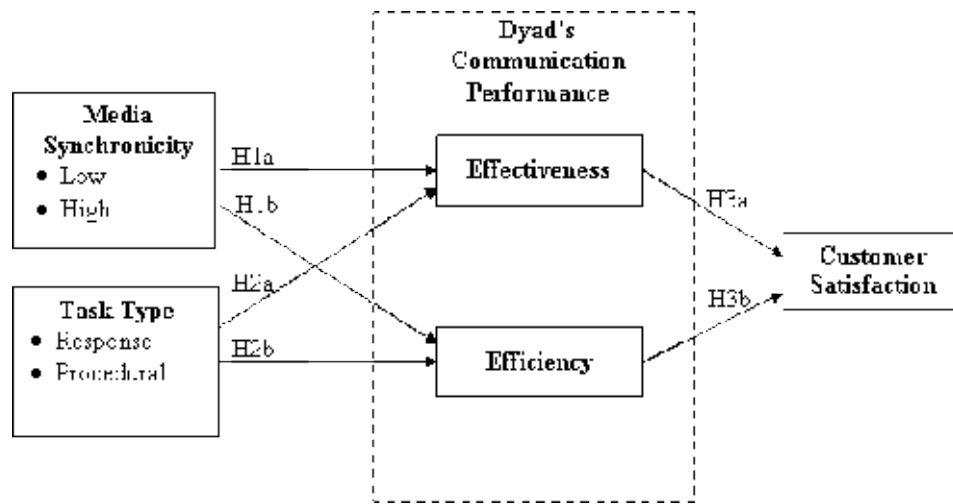 Dyad's
Communication
Performance
Media
Synchronicity
• Low
• High
H1a
H1b
Effectiveness
H3a
Customer
Satisfaction
Task Type
• Response
• Procedural
H2a
H2b
Efficiency
H3b